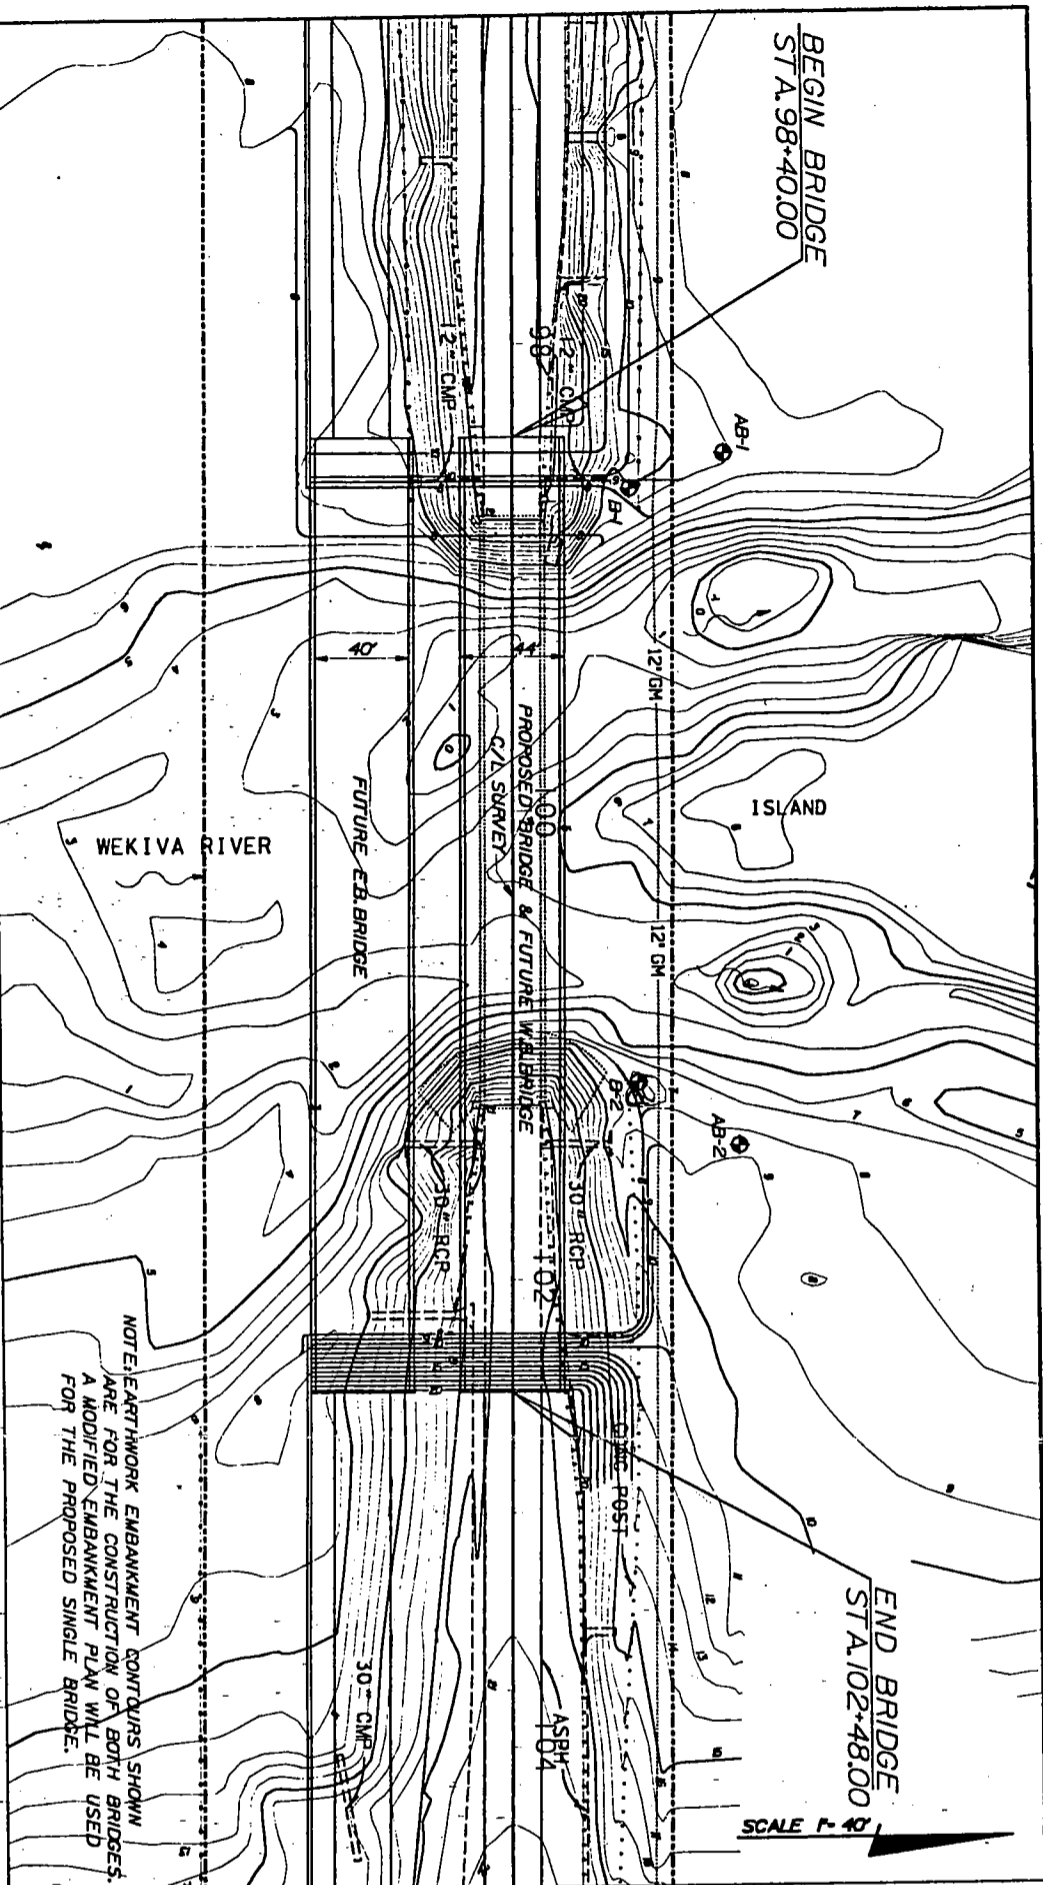 BEGIN BRIDGE
STA.98+40.00
98
12" CMP
12" CMP
AB-1
B-1
40'
44'
12" GM
PROPOSED BRIDGE & FUTURE W.B.BRIDGE
C/L SURVEY
100
ISLAND
FUTURE E.B.BRIDGE
WEKIVA RIVER
12" GM
B-2
AB-2
30" RCP
30" RCP
102
POST
END BRIDGE
STA.102+48.00
30" CMP
ASPH
104
NOTE:EARTHWORK EMBANKMENT CONTOURS SHOWN
ARE FOR THE CONSTRUCTION OF BOTH BRIDGES.
A MODIFIED EMBANKMENT PLAN WILL BE USED
FOR THE PROPOSED SINGLE BRIDGE.
SCALE 1"=40'